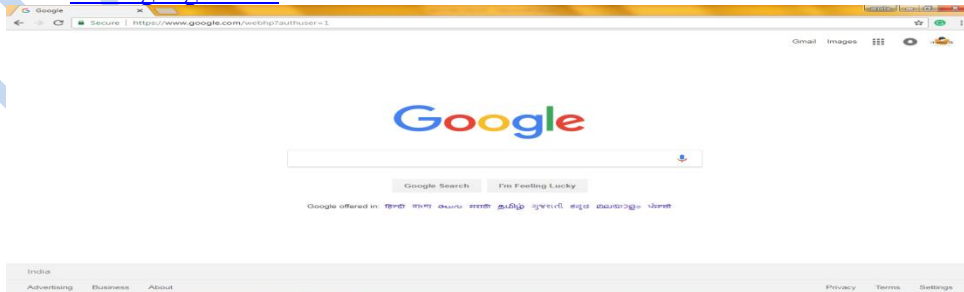 Google
Secure | https://www.google.com/webhp?authuser=1
Gmail Images
Google
Google Search I'm Feeling Lucky
Google offered in: हिन्दी বাংলা తెలుగు मराठी தமிழ் ગુજરાતી ಕನ್ನಡ മലയാളം ਪੰਜਾਬੀ
India
Advertising Business About Privacy Terms Settings